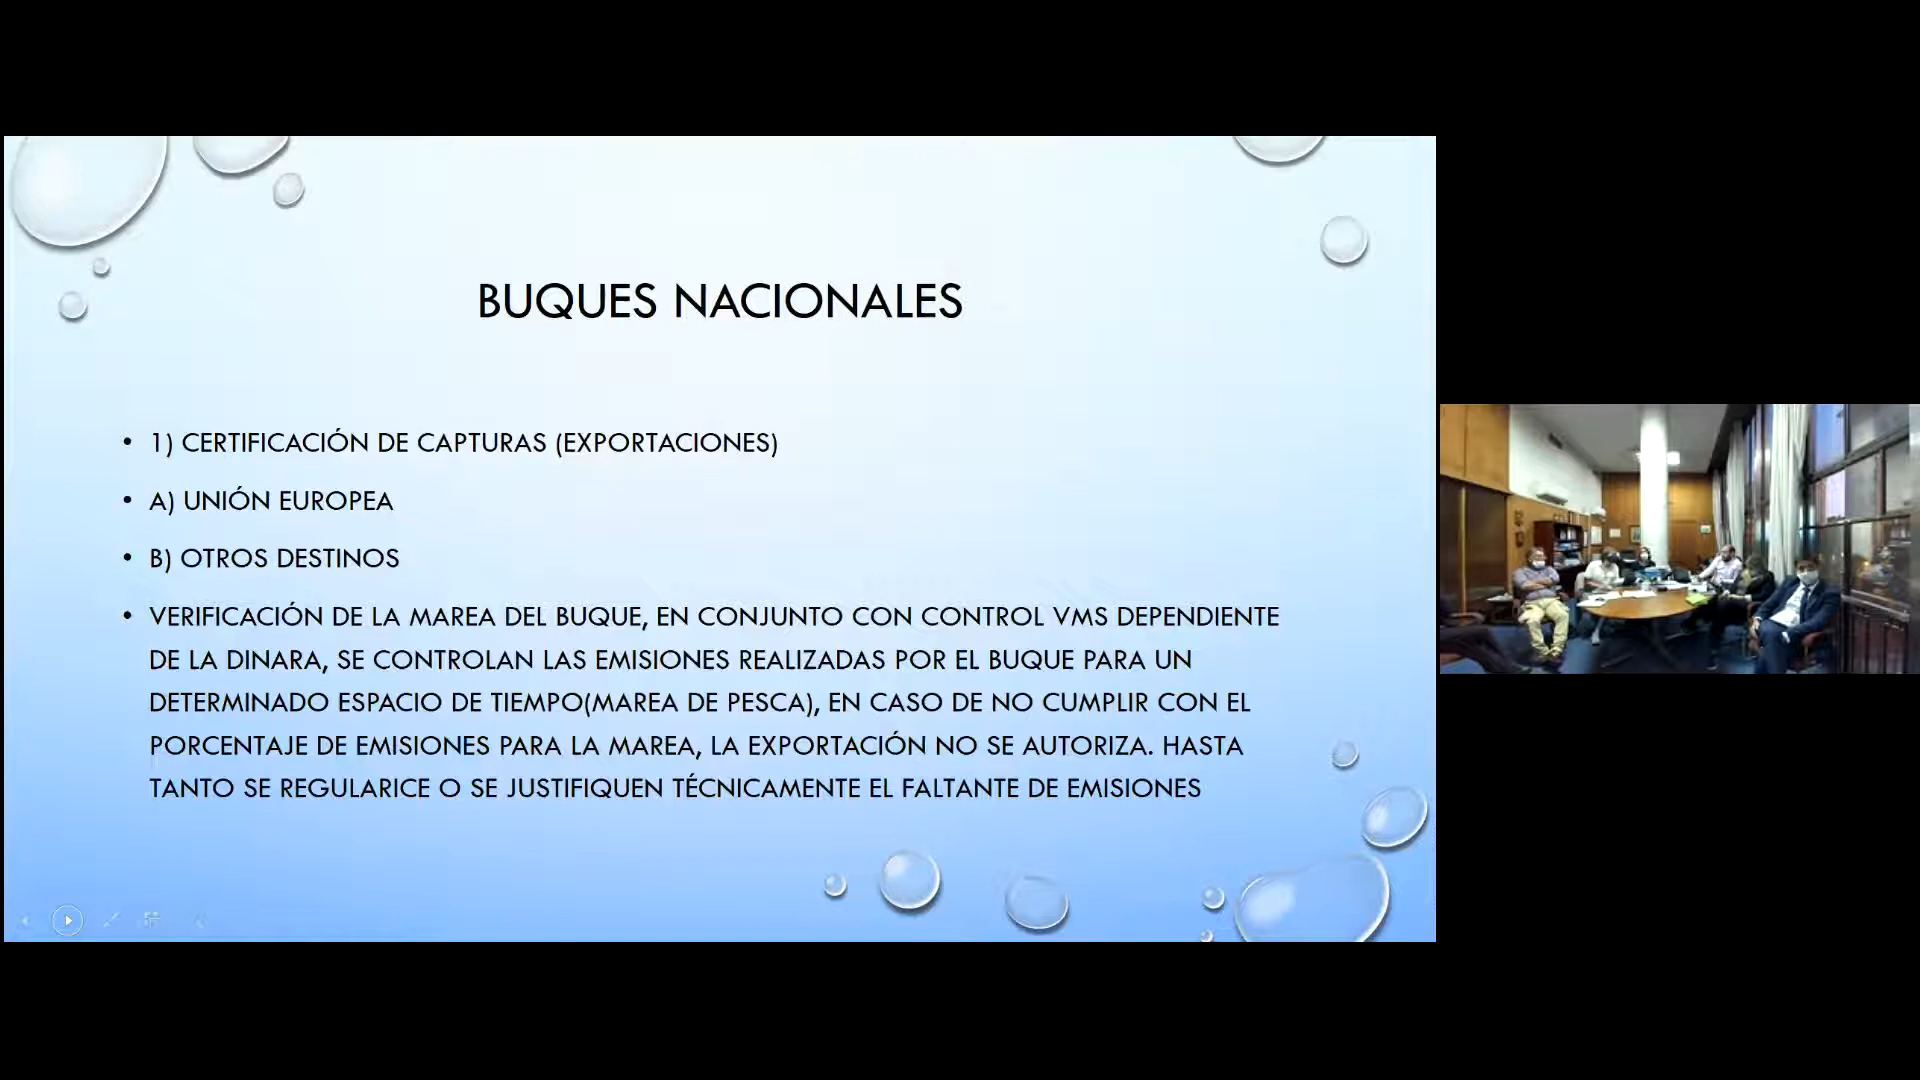 BUQUES NACIONALES
• 1) CERTIFICACIÓN DE CAPTURAS (EXPORTACIONES)
• A) UNIÓN EUROPEA
• B) OTROS DESTINOS
• VERIFICACIÓN DE LA MAREA DEL BUQUE, EN CONJUNTO CON CONTROL VMS DEPENDIENTE
DE LA DINARA, SE CONTROLAN LAS EMISIONES REALIZADAS POR EL BUQUE PARA UN
DETERMINADO ESPACIO DE TIEMPO(MAREA DE PESCA), EN CASO DE NO CUMPLIR CON EL
PORCENTAJE DE EMISIONES PARA LA MAREA, LA EXPORTACIÓN NO SE AUTORIZA. HASTA
TANTO SE REGULARICE O SE JUSTIFIQUEN TÉCNICAMENTE EL FALTANTE DE EMISIONES